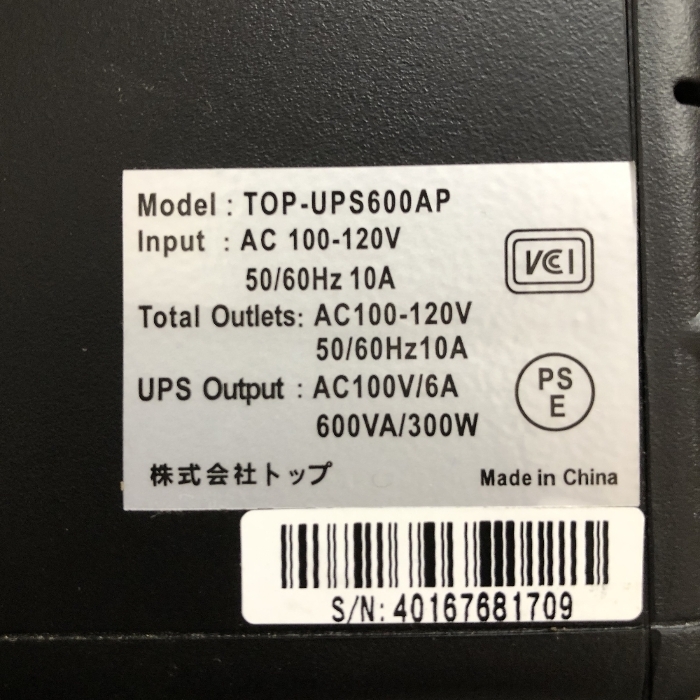 Model : TOP-UPS600AP
Input : AC 100-120V
50/60Hz 10A
VCCI
Total Outlets: AC100-120V
50/60Hz10A
UPS Output : AC100V/6A
600VA/300W
PS
E
株式会社トップ
Made in China
S/N: 40167681709